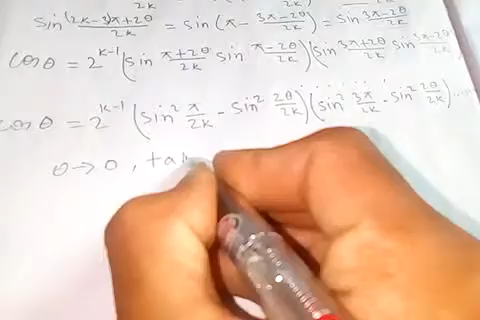 sin (2k-3)π+2θ/2k = sin (π - 3π-2θ/2k) = sin 3π-2θ/2k
cosθ = 2^(k-1) (sin π+2θ/2k sin π-2θ/2k) (sin 3π+2θ/2k sin 3π-2θ/2k)
cosθ = 2^(k-1) (sin² π/2k - sin² 2θ/2k) (sin² 3π/2k - sin² 2θ/2k) ....
θ → 0, tak